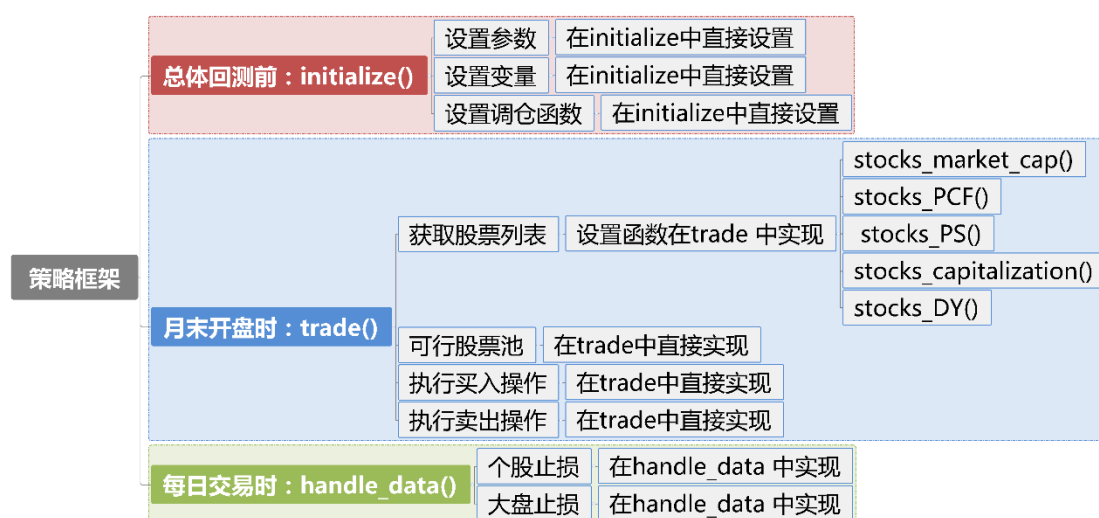 策略框架
总体回测前：initialize()
设置参数 在initialize中直接设置
设置变量 在initialize中直接设置
设置调仓函数 在initialize中直接设置
月末开盘时：trade()
获取股票列表 设置函数在trade 中实现
stocks_market_cap()
stocks_PCF()
stocks_PS()
stocks_capitalization()
stocks_DY()
可行股票池 在trade中直接实现
执行买入操作 在trade中直接实现
执行卖出操作 在trade中直接实现
每日交易时：handle_data()
个股止损 在handle_data 中实现
大盘止损 在handle_data 中实现